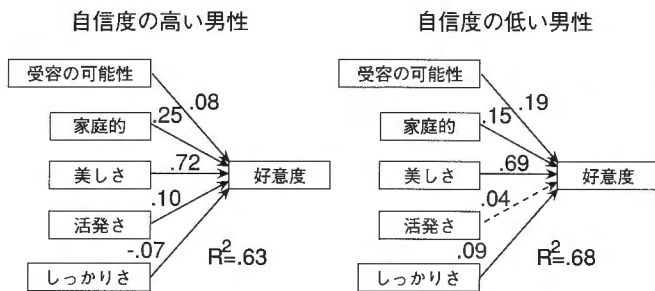 自信度の高い男性
受容の可能性
.08
家庭的
.25
美しさ
.72
好意度
活発さ
.10
しっかりさ
-.07
R²=.63
自信度の低い男性
受容の可能性
.19
家庭的
.15
美しさ
.69
好意度
活発さ
.04
しっかりさ
.09
R²=.68